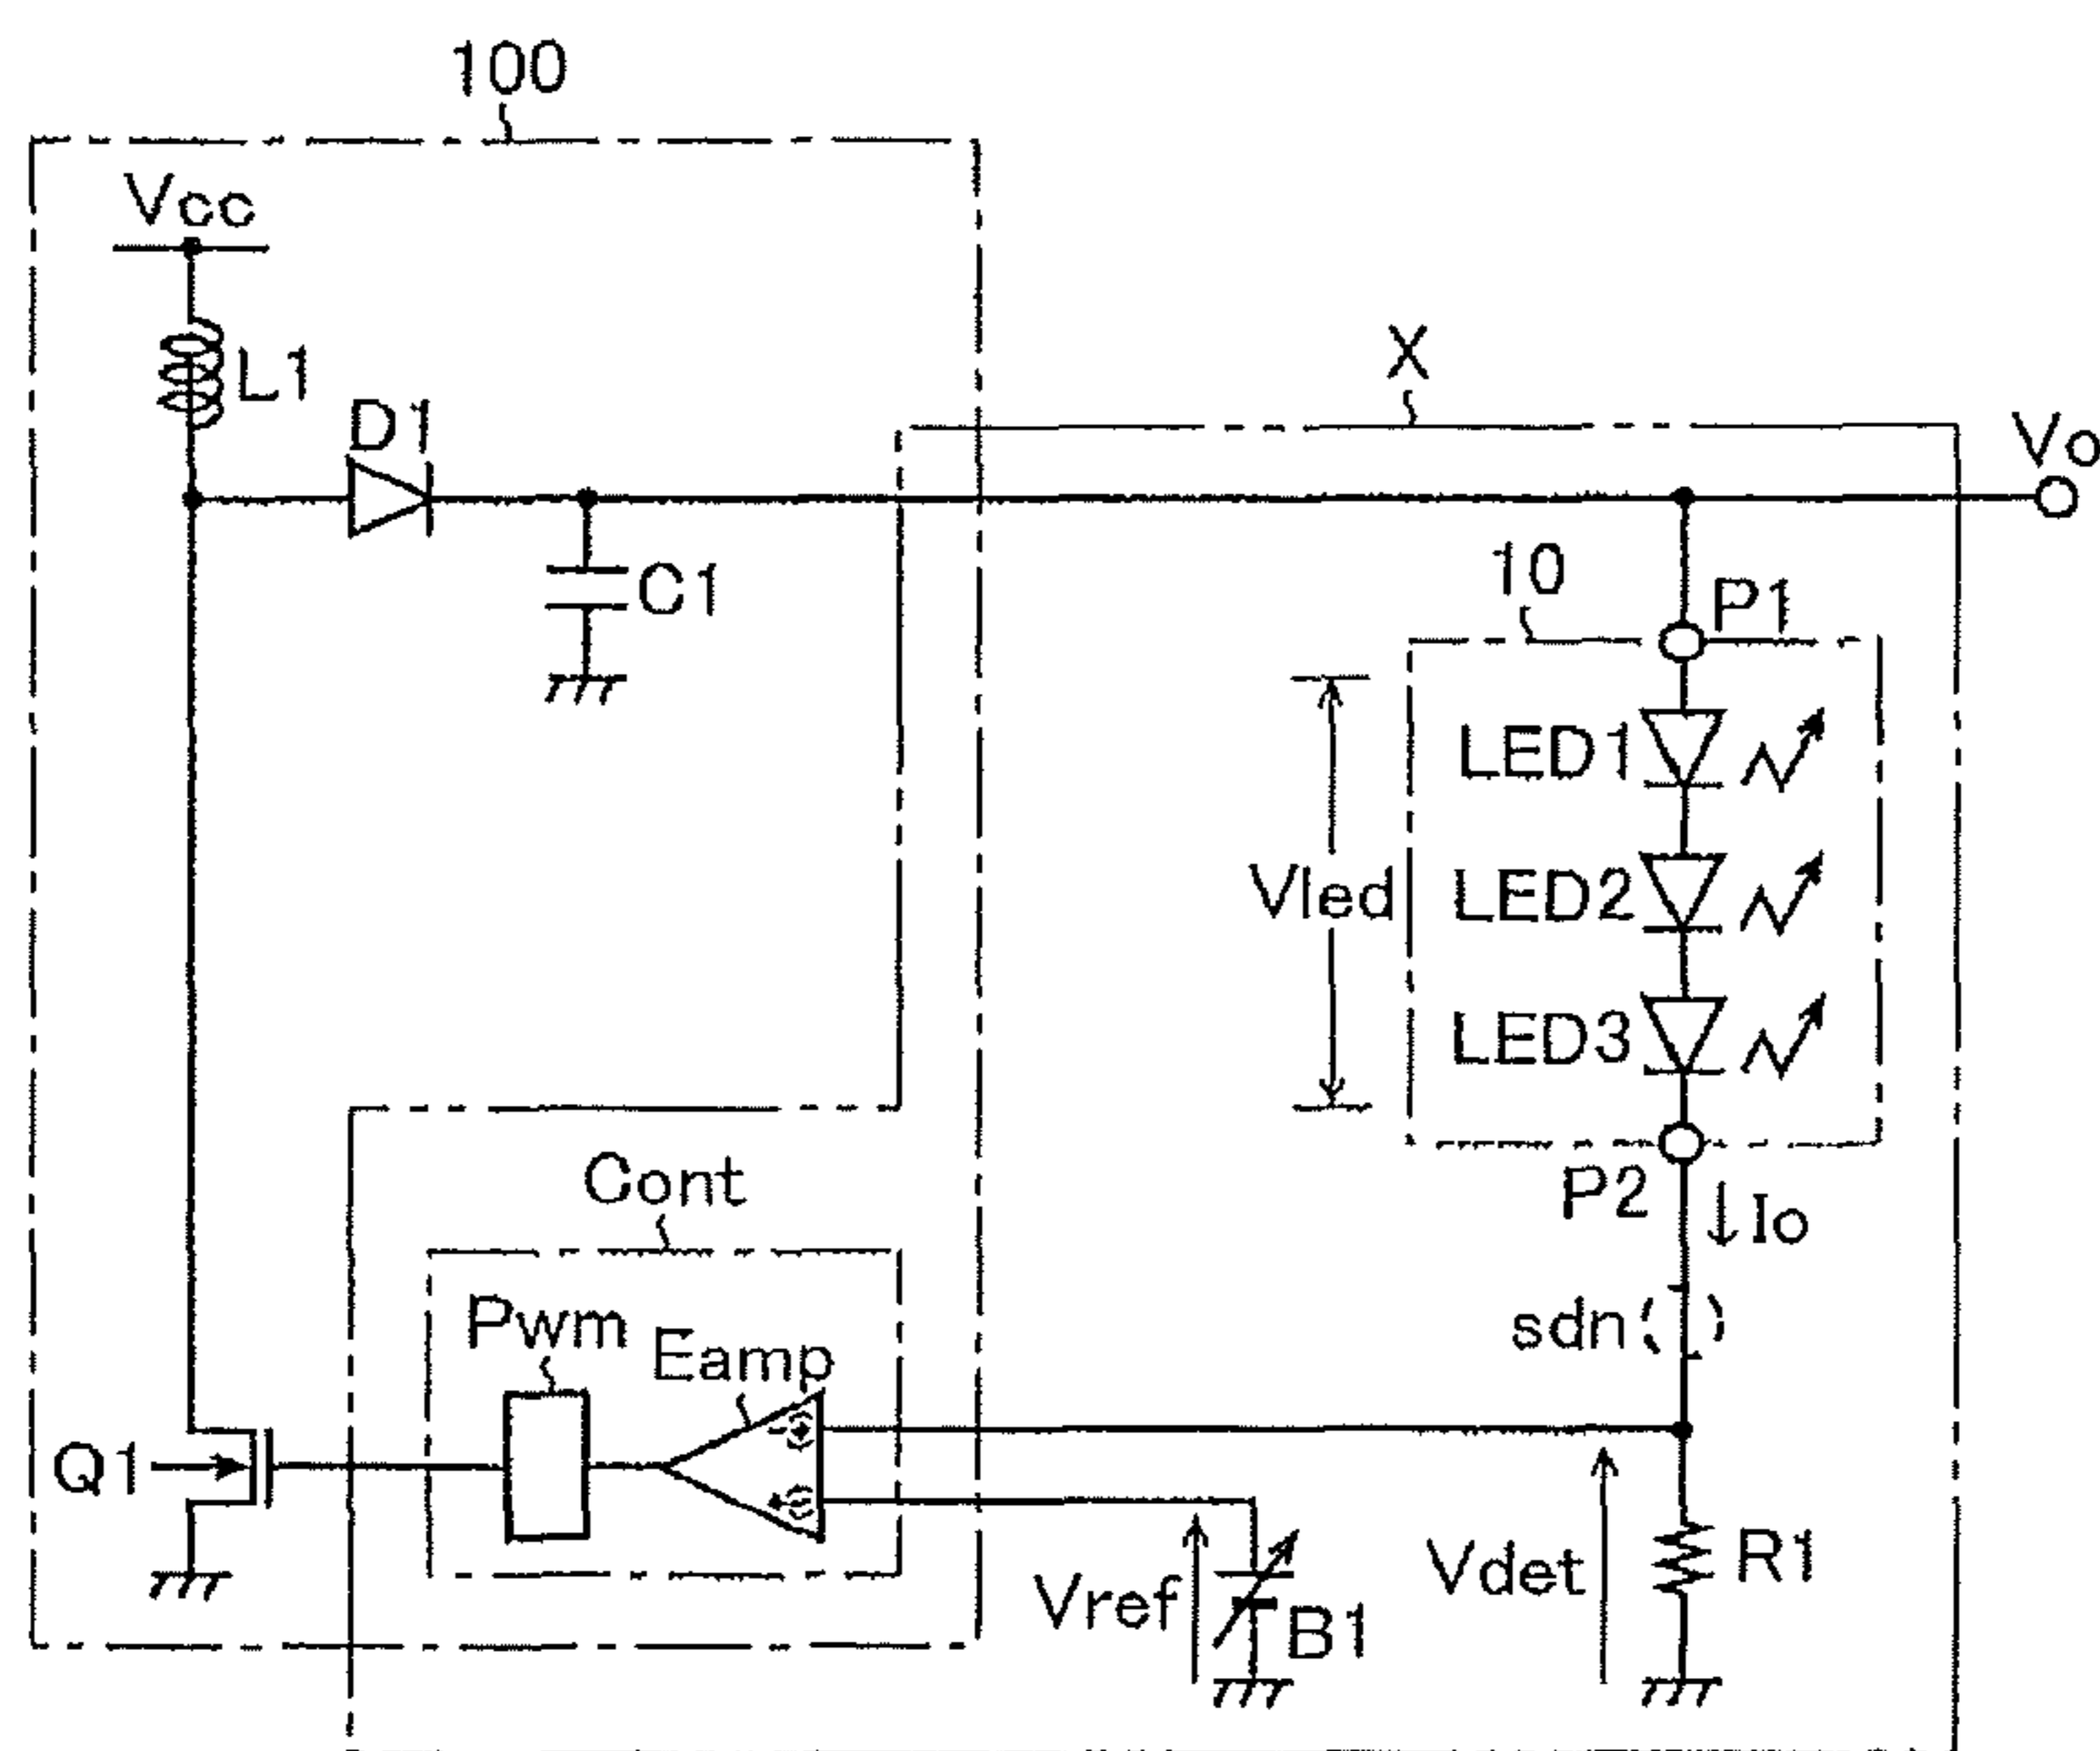 100
Vcc
L1
D1
C1
X
Vo
10
P1
LED1
Vled
LED2
LED3
P2
Io
sdn
Cont
Pwm
Eamp
Q1
Vref
B1
Vdet
R1